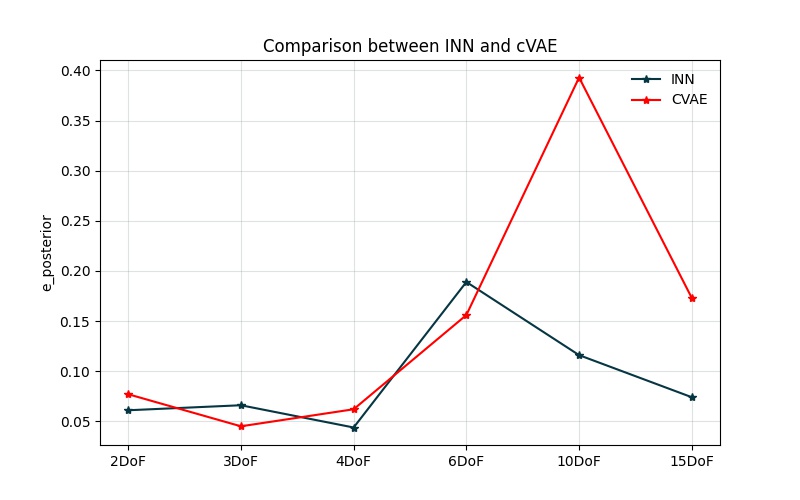 Comparison between INN and cVAE
INN
CVAE
e_posterior
0.40
0.35
0.30
0.25
0.20
0.15
0.10
0.05
2DoF 3DoF 4DoF 6DoF 10DoF 15DoF